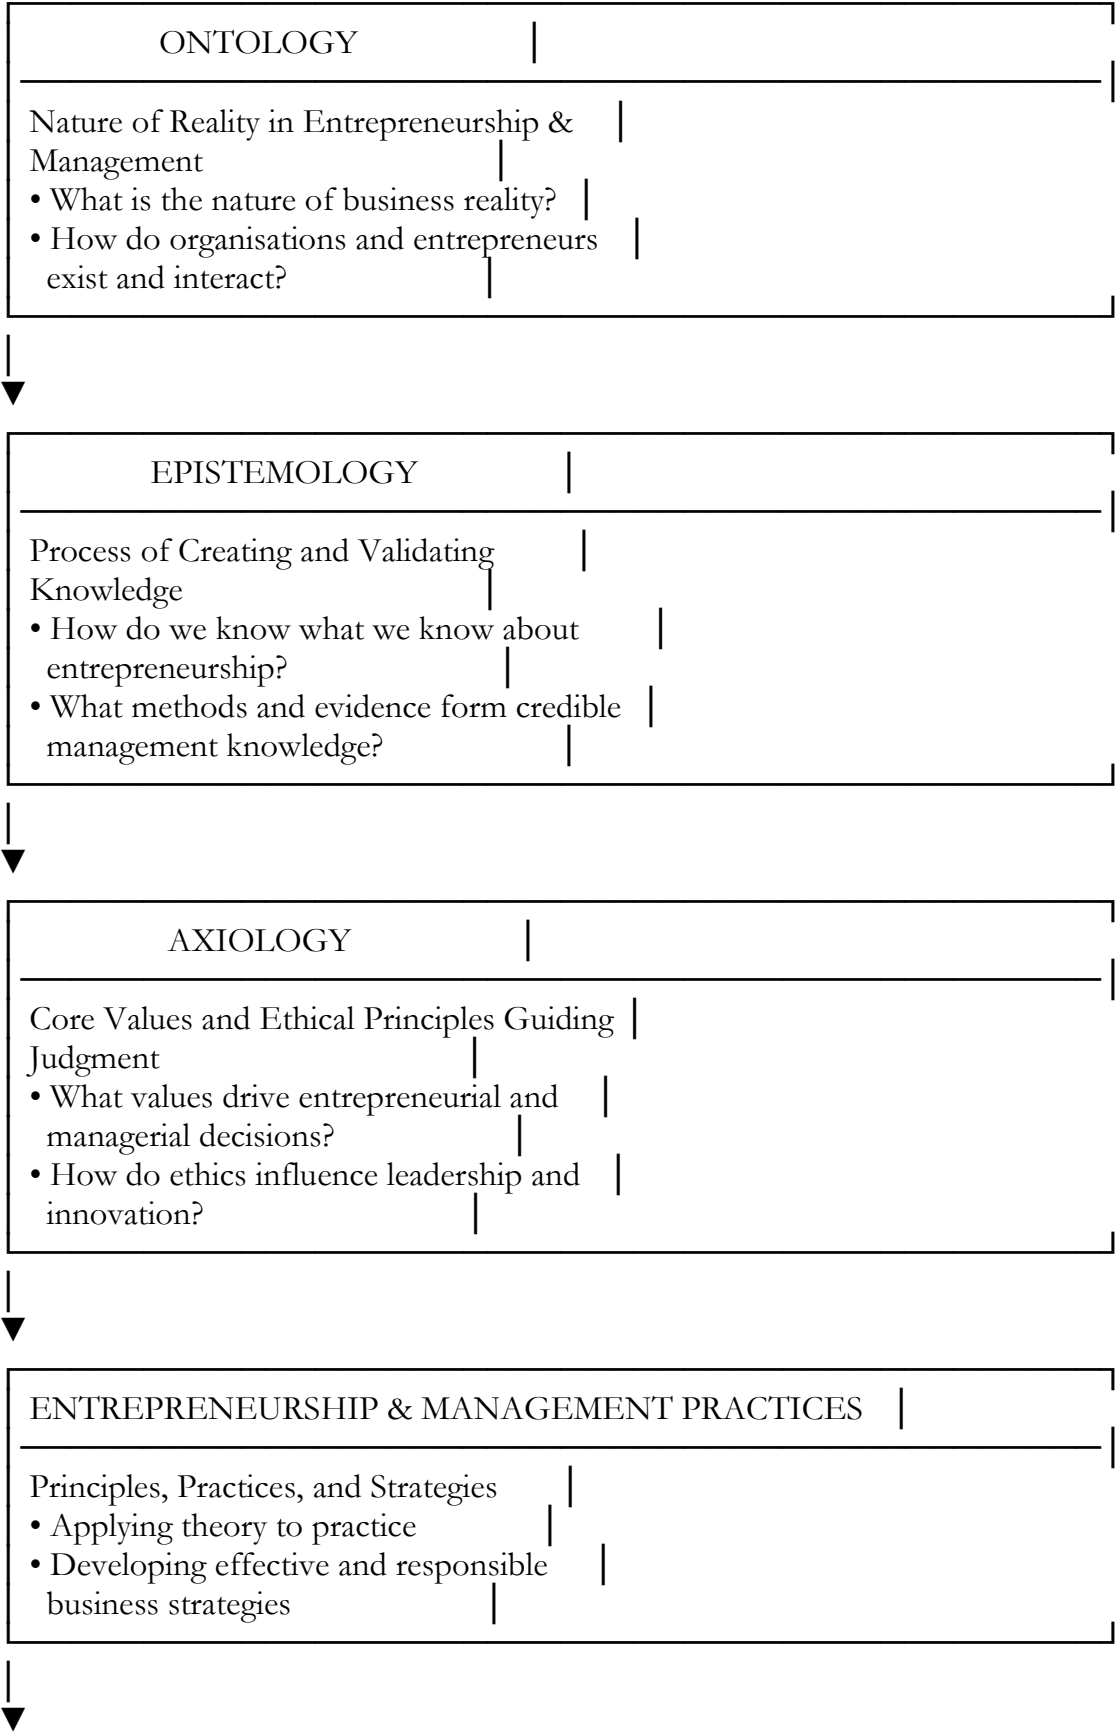 ONTOLOGY
Nature of Reality in Entrepreneurship &
Management
• What is the nature of business reality?
• How do organisations and entrepreneurs
exist and interact?
EPISTEMOLOGY
Process of Creating and Validating
Knowledge
• How do we know what we know about
entrepreneurship?
• What methods and evidence form credible
management knowledge?
AXIOLOGY
Core Values and Ethical Principles Guiding
Judgment
• What values drive entrepreneurial and
managerial decisions?
• How do ethics influence leadership and
innovation?
ENTREPRENEURSHIP & MANAGEMENT PRACTICES
Principles, Practices, and Strategies
• Applying theory to practice
• Developing effective and responsible
business strategies